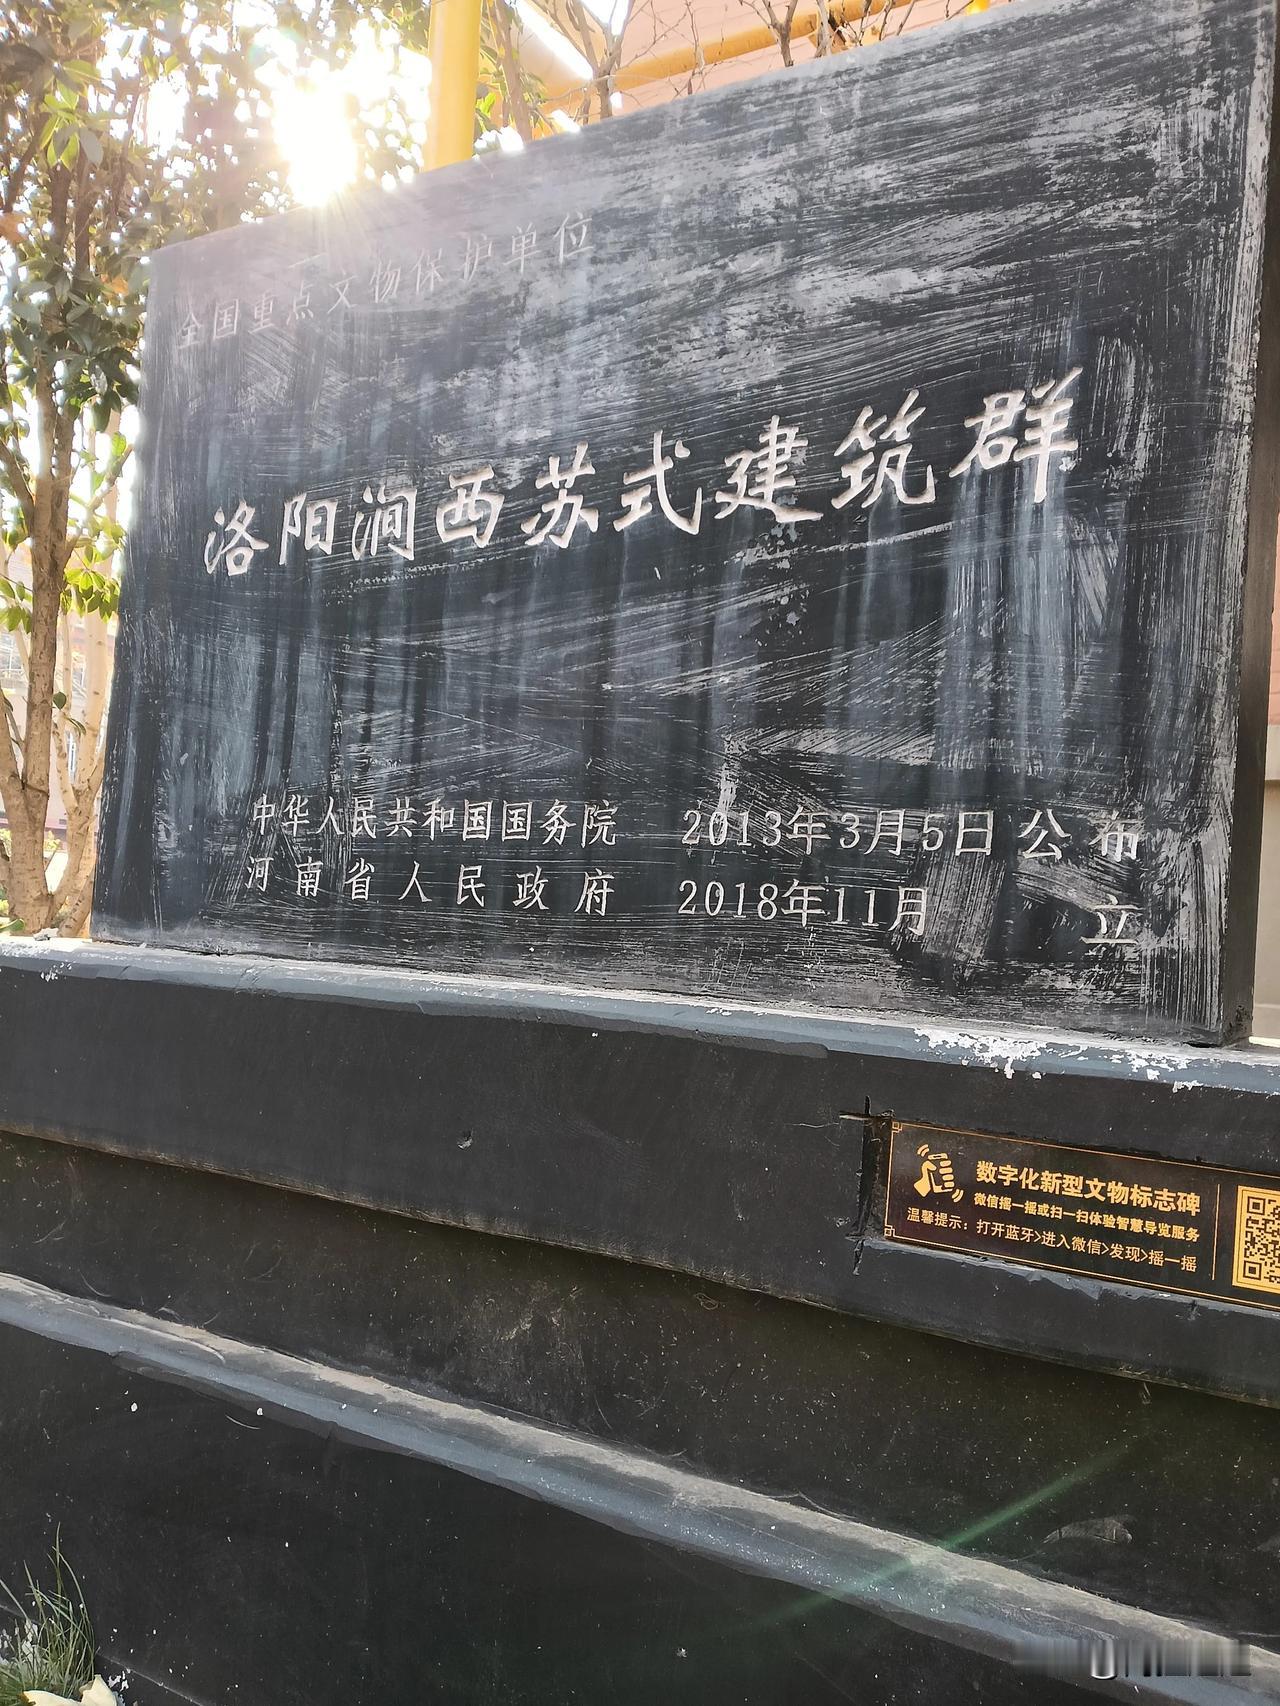 全国重点文物保护单位
洛阳涧西苏式建筑群
中华人民共和国国务院 2013年3月5日公布
河南省人民政府 2018年11月 立
数字化新型文物标志碑
微信摇一摇或扫一扫体验智慧导览服务
温馨提示：打开蓝牙>进入微信>发现>摇一摇